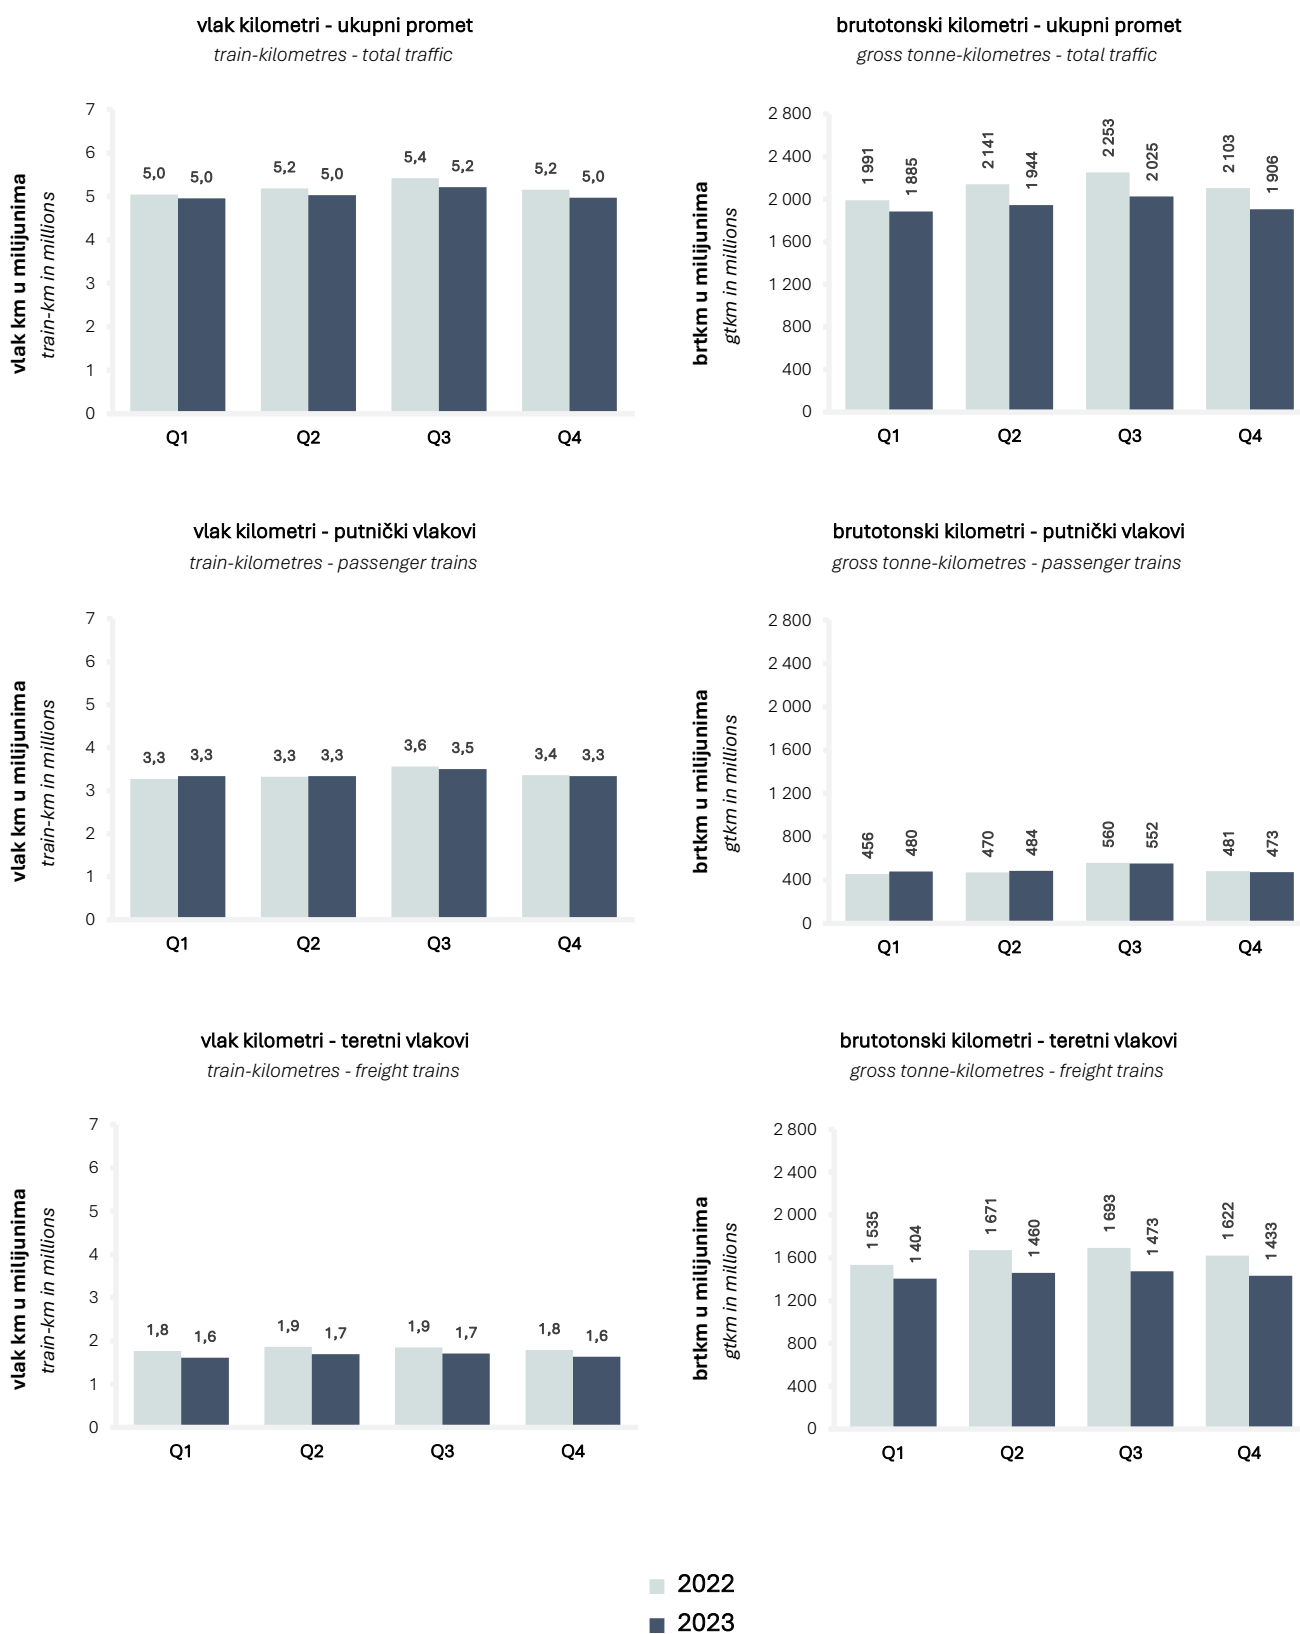 vlak kilometri - ukupni promet
train-kilometres - total traffic
vlak km u milijunima
train-km in millions
7
6
5
4
3
2
1
0
5,0
5,0
5,2
5,0
5,4
5,2
5,2
5,0
Q1
Q2
Q3
Q4
brutotonski kilometri - ukupni promet
gross tonne-kilometres - total traffic
brtkm u milijunima
gtkm in millions
2 800
2 400
2 000
1 600
1 200
800
400
0
1 991
1 885
2 141
1 944
2 253
2 025
2 103
1 906
Q1
Q2
Q3
Q4
vlak kilometri - putnički vlakovi
train-kilometres - passenger trains
vlak km u milijunima
train-km in millions
7
6
5
4
3
2
1
0
3,3
3,3
3,3
3,3
3,6
3,5
3,4
3,3
Q1
Q2
Q3
Q4
brutotonski kilometri - putnički vlakovi
gross tonne-kilometres - passenger trains
brtkm u milijunima
gtkm in millions
2 800
2 400
2 000
1 600
1 200
800
400
0
456
480
470
484
560
552
481
473
Q1
Q2
Q3
Q4
vlak kilometri - teretni vlakovi
train-kilometres - freight trains
vlak km u milijunima
train-km in millions
7
6
5
4
3
2
1
0
1,8
1,6
1,9
1,7
1,9
1,7
1,8
1,6
Q1
Q2
Q3
Q4
brutotonski kilometri - teretni vlakovi
gross tonne-kilometres - freight trains
brtkm u milijunima
gtkm in millions
2 800
2 400
2 000
1 600
1 200
800
400
0
1 535
1 404
1 671
1 460
1 693
1 473
1 622
1 433
Q1
Q2
Q3
Q4
2022
2023